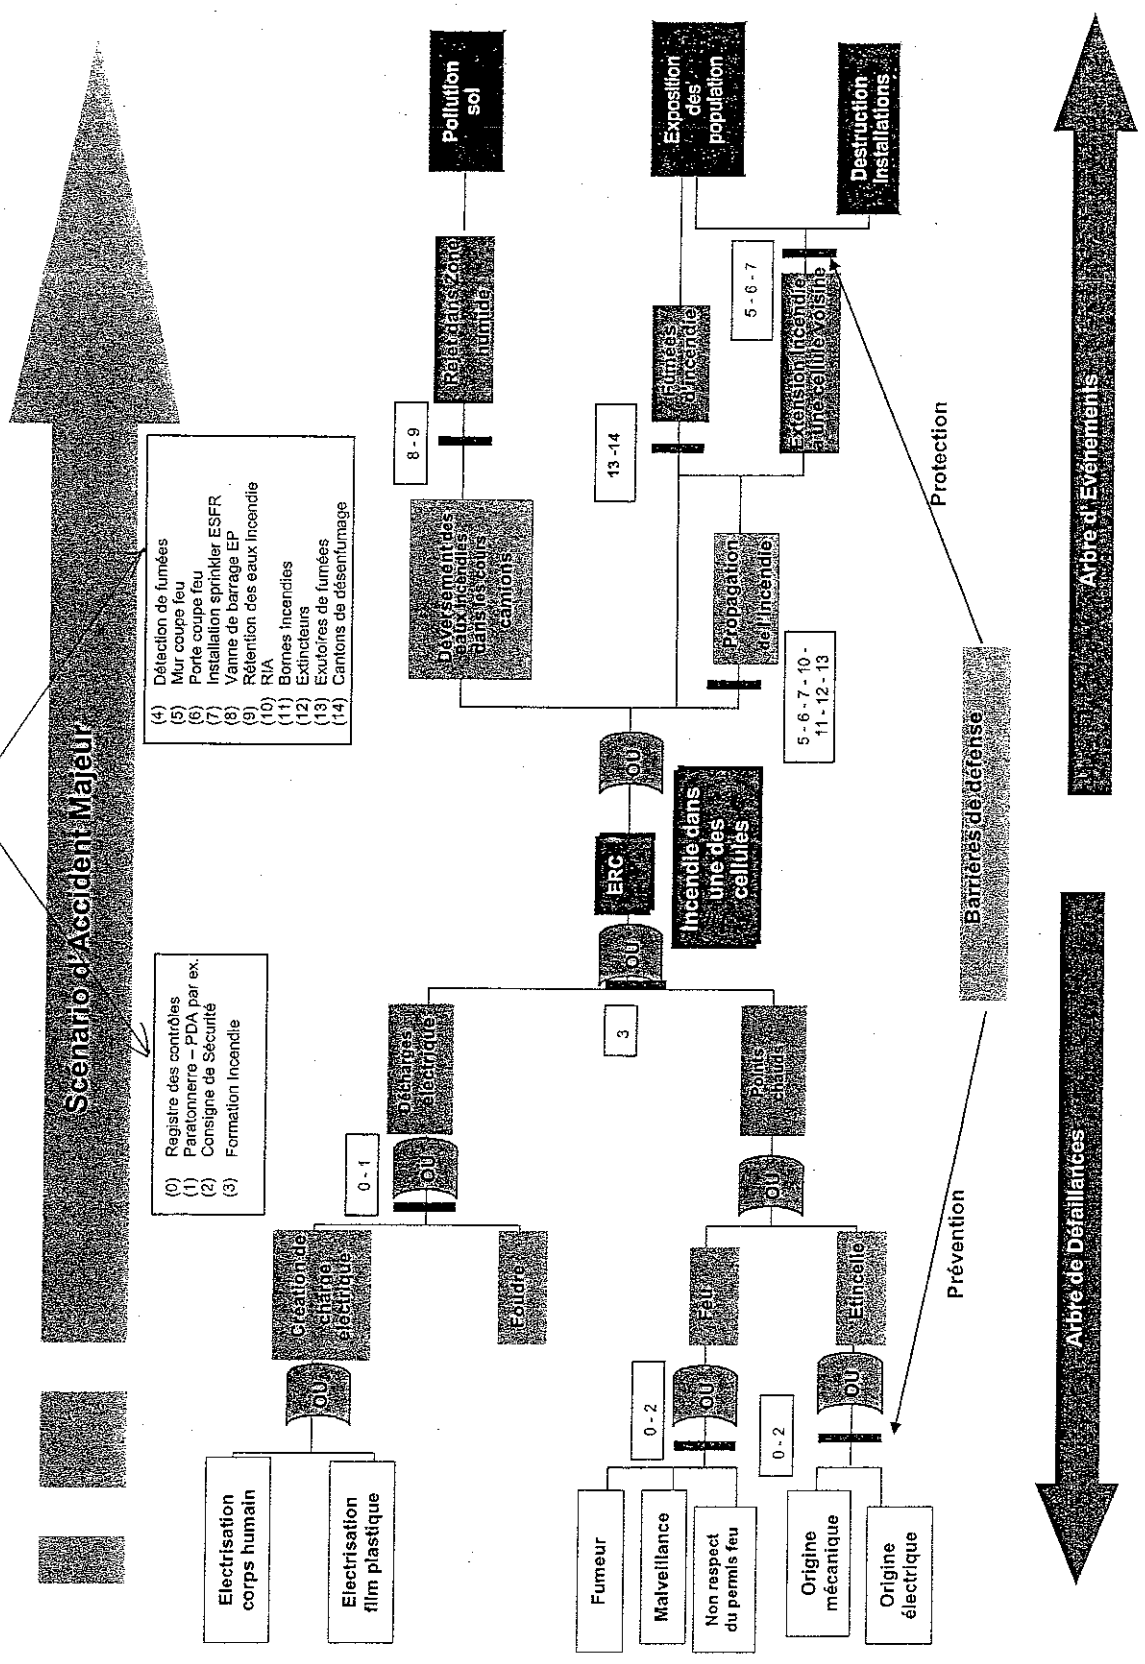 Scénario d'Accident Majeur
(0) Registre des contrôles
(1) Paratonnerre – PDA par ex.
(2) Consigne de Sécurité
(3) Formation Incendie
(4) Détection de fumées
(5) Mur coupe feu
(6) Porte coupe feu
(7) Installation sprinkler ESFR
(8) Vanne de barrage EP
(9) Rétention des eaux Incendie
(10) RIA
(11) Bornes Incendies
(12) Extincteurs
(13) Exutoires de fumées
(14) Cantons de désenfumage
Electrisation
corps humain
Electrisation
film plastique
OU
Création de
charge
électrique
Foudre
0 - 1
OU
Décharges
électrique
Fumeur
Malveillance
Non respect
du permis feu
0 - 2
OU
Feu
Origine
mécanique
Origine
électrique
0 - 2
OU
Etincelle
OU
Points
chauds
3
OU
ERC
Incendie dans
une des
cellules
OU
Déversement des
eaux incendies
dans les cours
camions
8 - 9
Rejet dans Zone
humide
Pollution
sol
5 - 6 - 7 - 10 -
11 - 12 - 13
Propagation
de l'Incendie
13 -14
Fumées
d'incendie
Exposition
des
population
Extension Incendie
à une cellule voisine
5 - 6 - 7
Destruction
Installations
Prévention
Barrières de défense
Protection
Arbre de Défaillances
Arbre d'Evénements